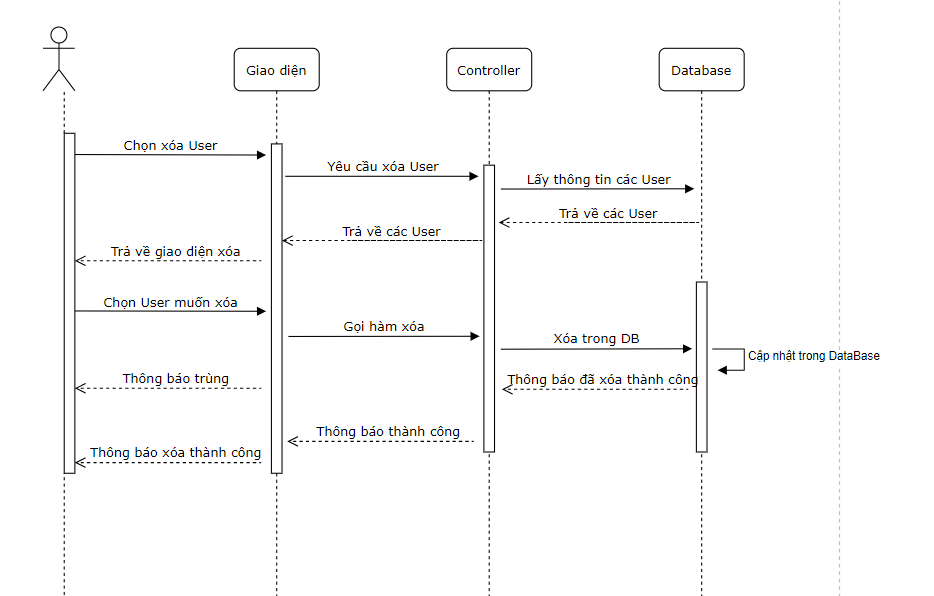 Giao diện
Controller
Database
Chọn xóa User
Yêu cầu xóa User
Lấy thông tin các User
Trả về các User
Trả về các User
Trả về giao diện xóa
Chọn User muốn xóa
Gọi hàm xóa
Xóa trong DB
Cập nhật trong DataBase
Thông báo trùng
Thông báo đã xóa thành công
Thông báo thành công
Thông báo xóa thành công